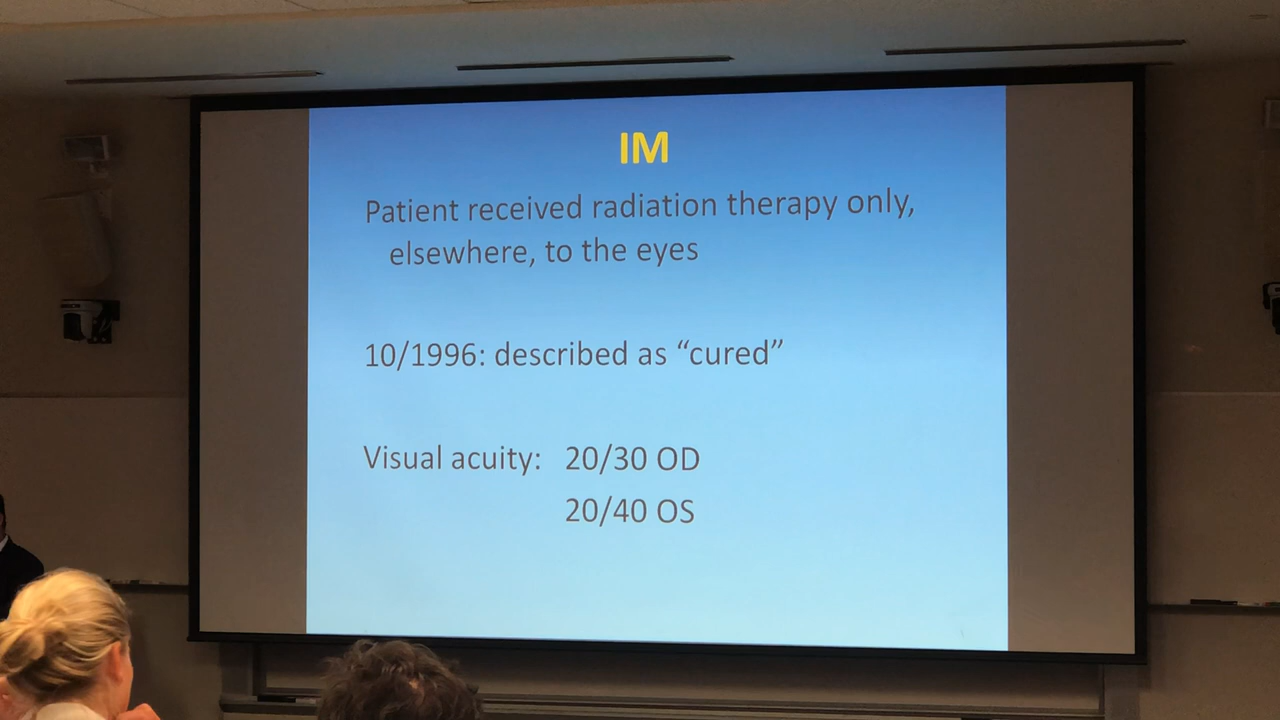 IM
Patient received radiation therapy only,
elsewhere, to the eyes
10/1996: described as “cured”
Visual acuity: 20/30 OD
20/40 OS